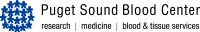 Puget Sound Blood Center
research | medicine | blood & tissue services